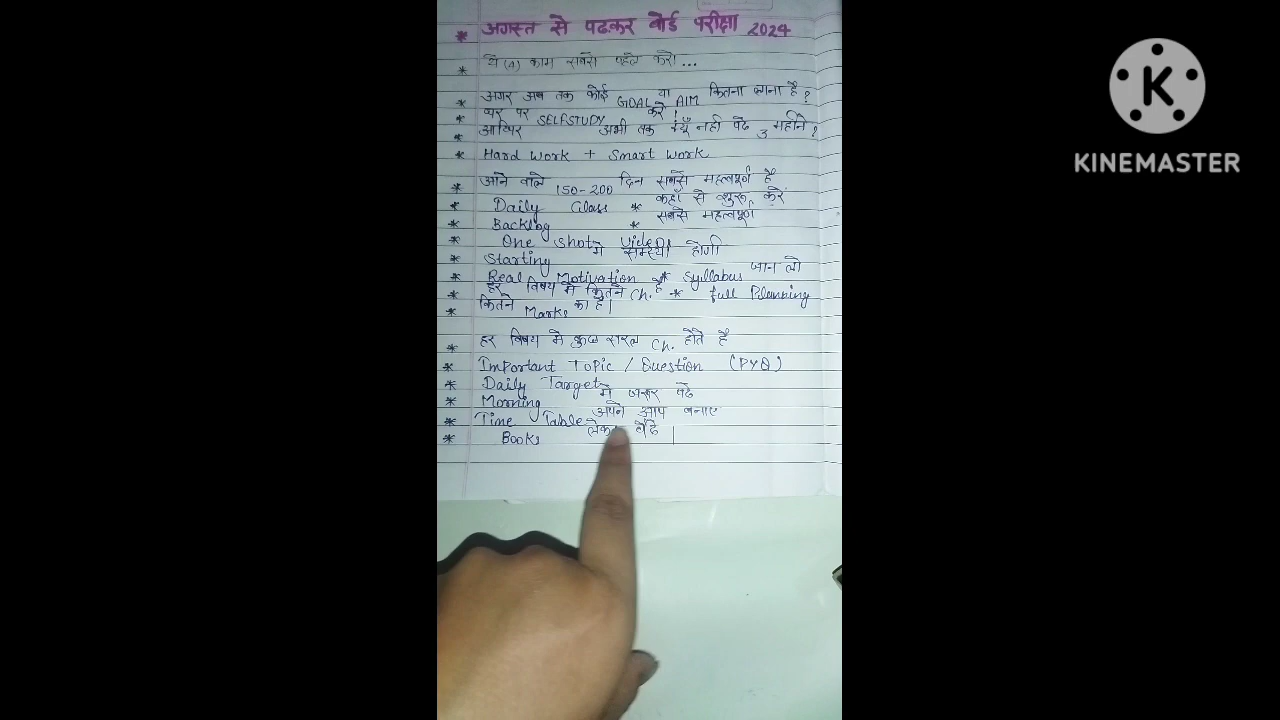 * अगस्त से पढ़कर बोर्ड परीक्षा 2024
* ये (4) काम सबसे पहले करो ...
* अगर अब तक कोई GOAL या AIM कितना बना है?
* घर पर SELFSTUDY करे!
* आखिर अभी तक क्यूँ नही पढे 3 महीने?
* Hard work + Smart work
* आने वाले 150-200 दिन सबसे महत्वपूर्ण है
* Daily Class * कहाँ से शुरू करें
* Backlog * सबसे महत्वपूर्ण
* One Shot Video
* Starting में समस्या होगी
* Real Motivation * Syllabus जान लो
* हर विषय में कितने Ch. है * full Planning
* कितने Marks का है।
* हर विषय में कुछ सरल Ch. होते है
* Important Topic / Question (PYQ)
* Daily Target
* Morning में जरूर पढे
* Time Table अपने आप बनाए
* Books लेकर बैठे |
K
KINEMASTER